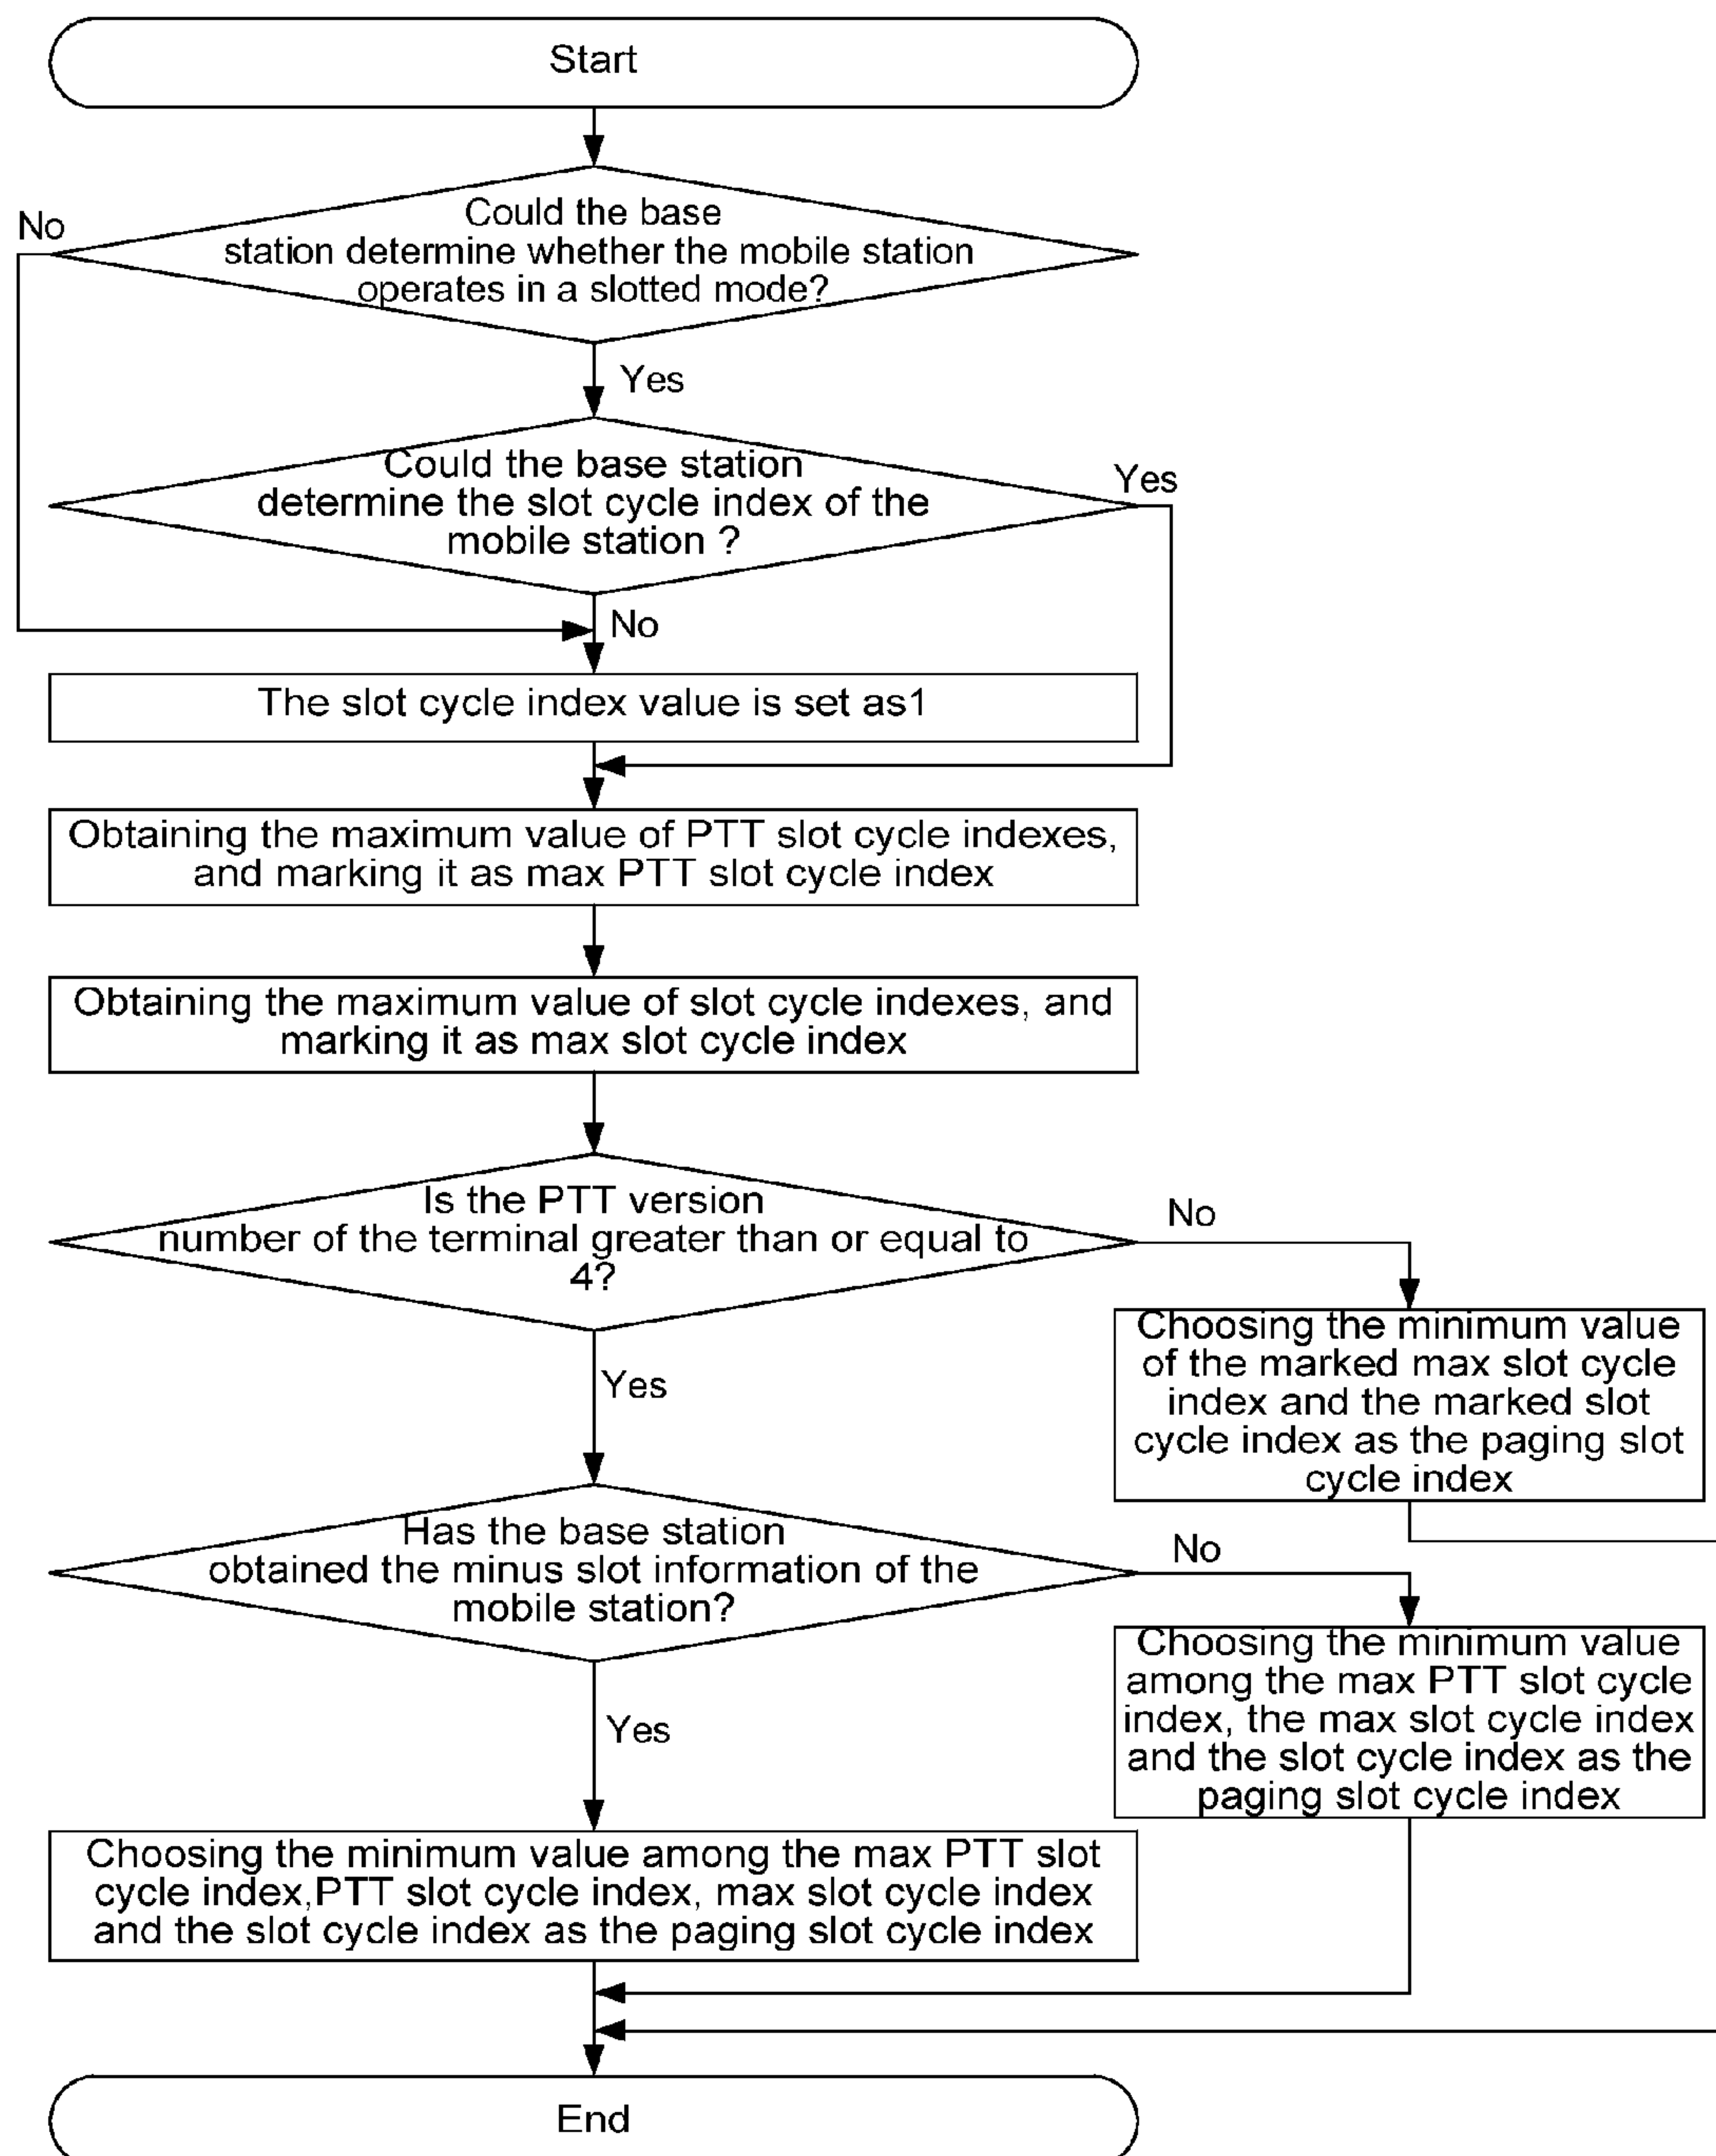 Start
No
Could the base
station determine whether the mobile station
operates in a slotted mode?
Yes
Could the base station
determine the slot cycle index of the
mobile station ?
Yes
No
The slot cycle index value is set as1
Obtaining the maximum value of PTT slot cycle indexes,
and marking it as max PTT slot cycle index
Obtaining the maximum value of slot cycle indexes, and
marking it as max slot cycle index
Is the PTT version
number of the terminal greater than or equal to
4?
No
Choosing the minimum value
of the marked max slot cycle
index and the marked slot
cycle index as the paging slot
cycle index
Yes
Has the base station
obtained the minus slot information of the
mobile station?
No
Choosing the minimum value
among the max PTT slot cycle
index, the max slot cycle index
and the slot cycle index as the
paging slot cycle index
Yes
Choosing the minimum value among the max PTT slot
cycle index,PTT slot cycle index, max slot cycle index
and the slot cycle index as the paging slot cycle index
End